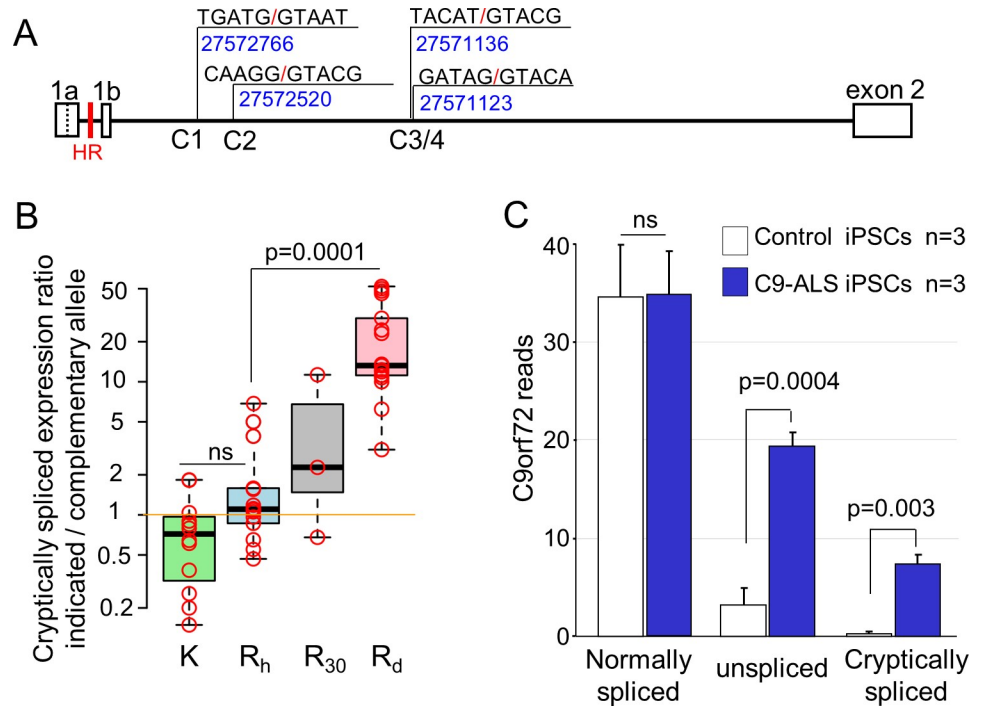 A
TGATG/GTAAT
27572766
CAAGG/GTACG
27572520
TACAT/GTACG
27571136
GATAG/GTACA
27571123
1a
1b
exon 2
HR
C1
C2
C3/4
B
Cryptically spliced expression ratio
indicated / complementary allele
50
20
10
5
2
1
0.5
0.2
ns
p=0.0001
K
Rh
R30
Rd
C
C9orf72 reads
40
30
20
10
0
ns
Control iPSCs n=3
C9-ALS iPSCs n=3
p=0.0004
p=0.003
Normally
spliced
unspliced
Cryptically
spliced